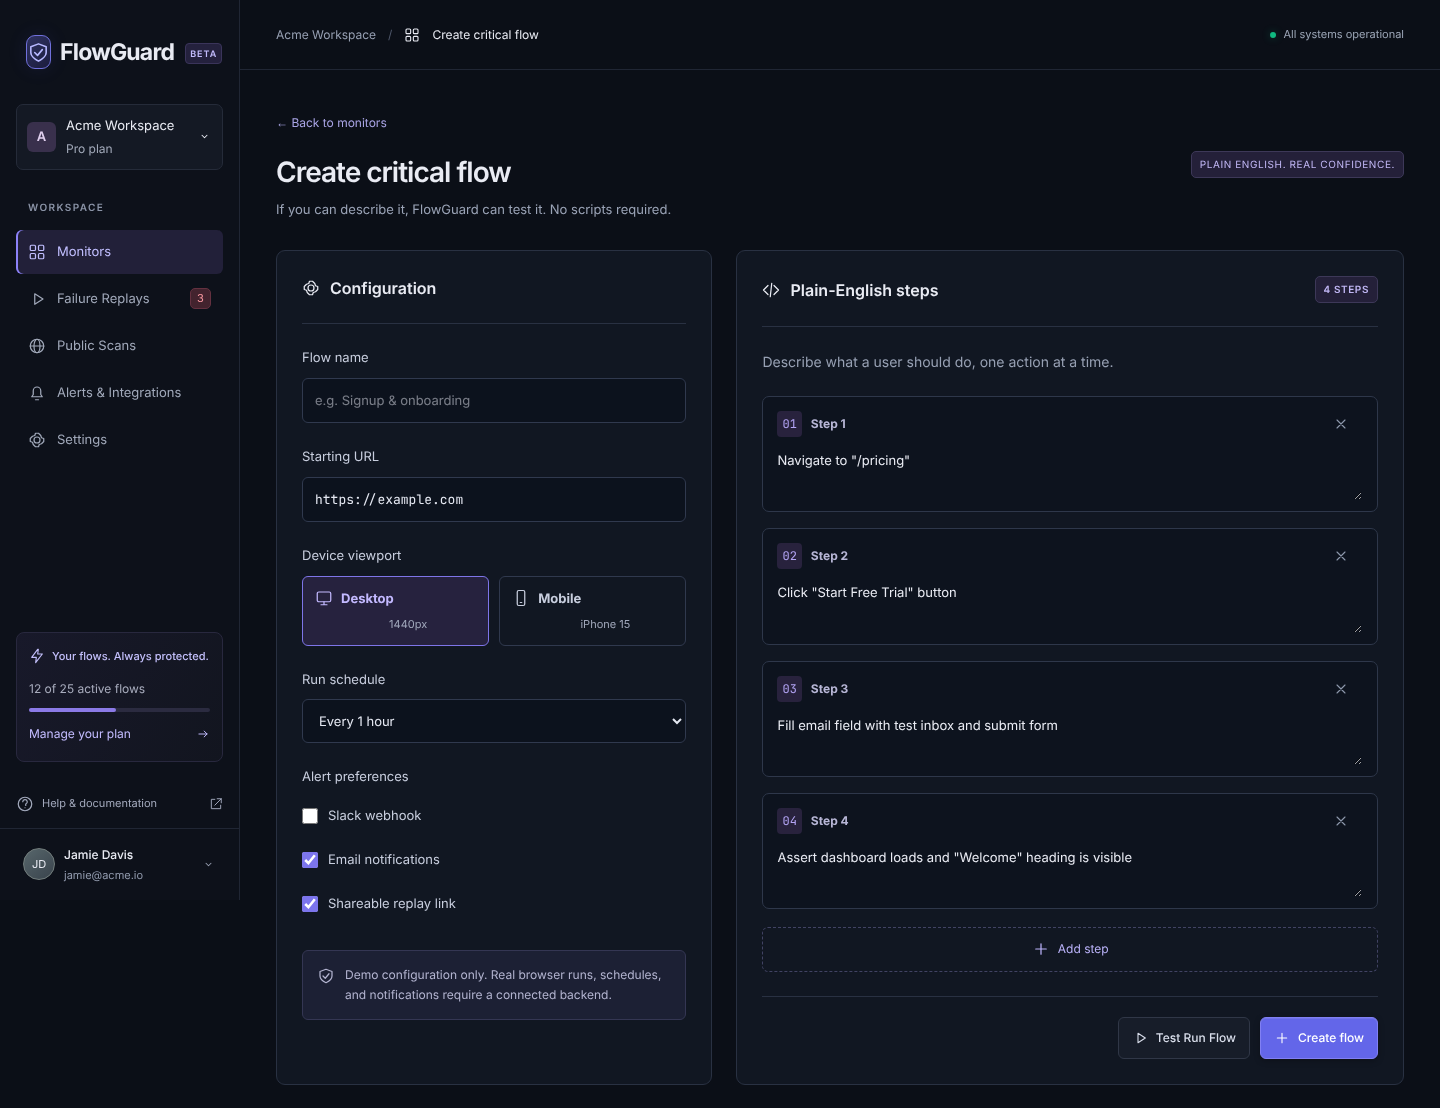 FlowGuard BETA
A
Acme Workspace
Pro plan
WORKSPACE
Monitors
Failure Replays 3
Public Scans
Alerts & Integrations
Settings
Your flows. Always protected.
12 of 25 active flows
Manage your plan →
Help & documentation
JD
Jamie Davis
jamie@acme.io
Acme Workspace / Create critical flow
All systems operational
← Back to monitors
Create critical flow
PLAIN ENGLISH. REAL CONFIDENCE.
If you can describe it, FlowGuard can test it. No scripts required.
Configuration
Flow name
e.g. Signup & onboarding
Starting URL
https://example.com
Device viewport
Desktop
1440px
Mobile
iPhone 15
Run schedule
Every 1 hour
Alert preferences
Slack webhook
Email notifications
Shareable replay link
Demo configuration only. Real browser runs, schedules,
and notifications require a connected backend.
Plain-English steps
4 STEPS
Describe what a user should do, one action at a time.
01 Step 1
Navigate to "/pricing"
02 Step 2
Click "Start Free Trial" button
03 Step 3
Fill email field with test inbox and submit form
04 Step 4
Assert dashboard loads and "Welcome" heading is visible
Add step
Test Run Flow
Create flow